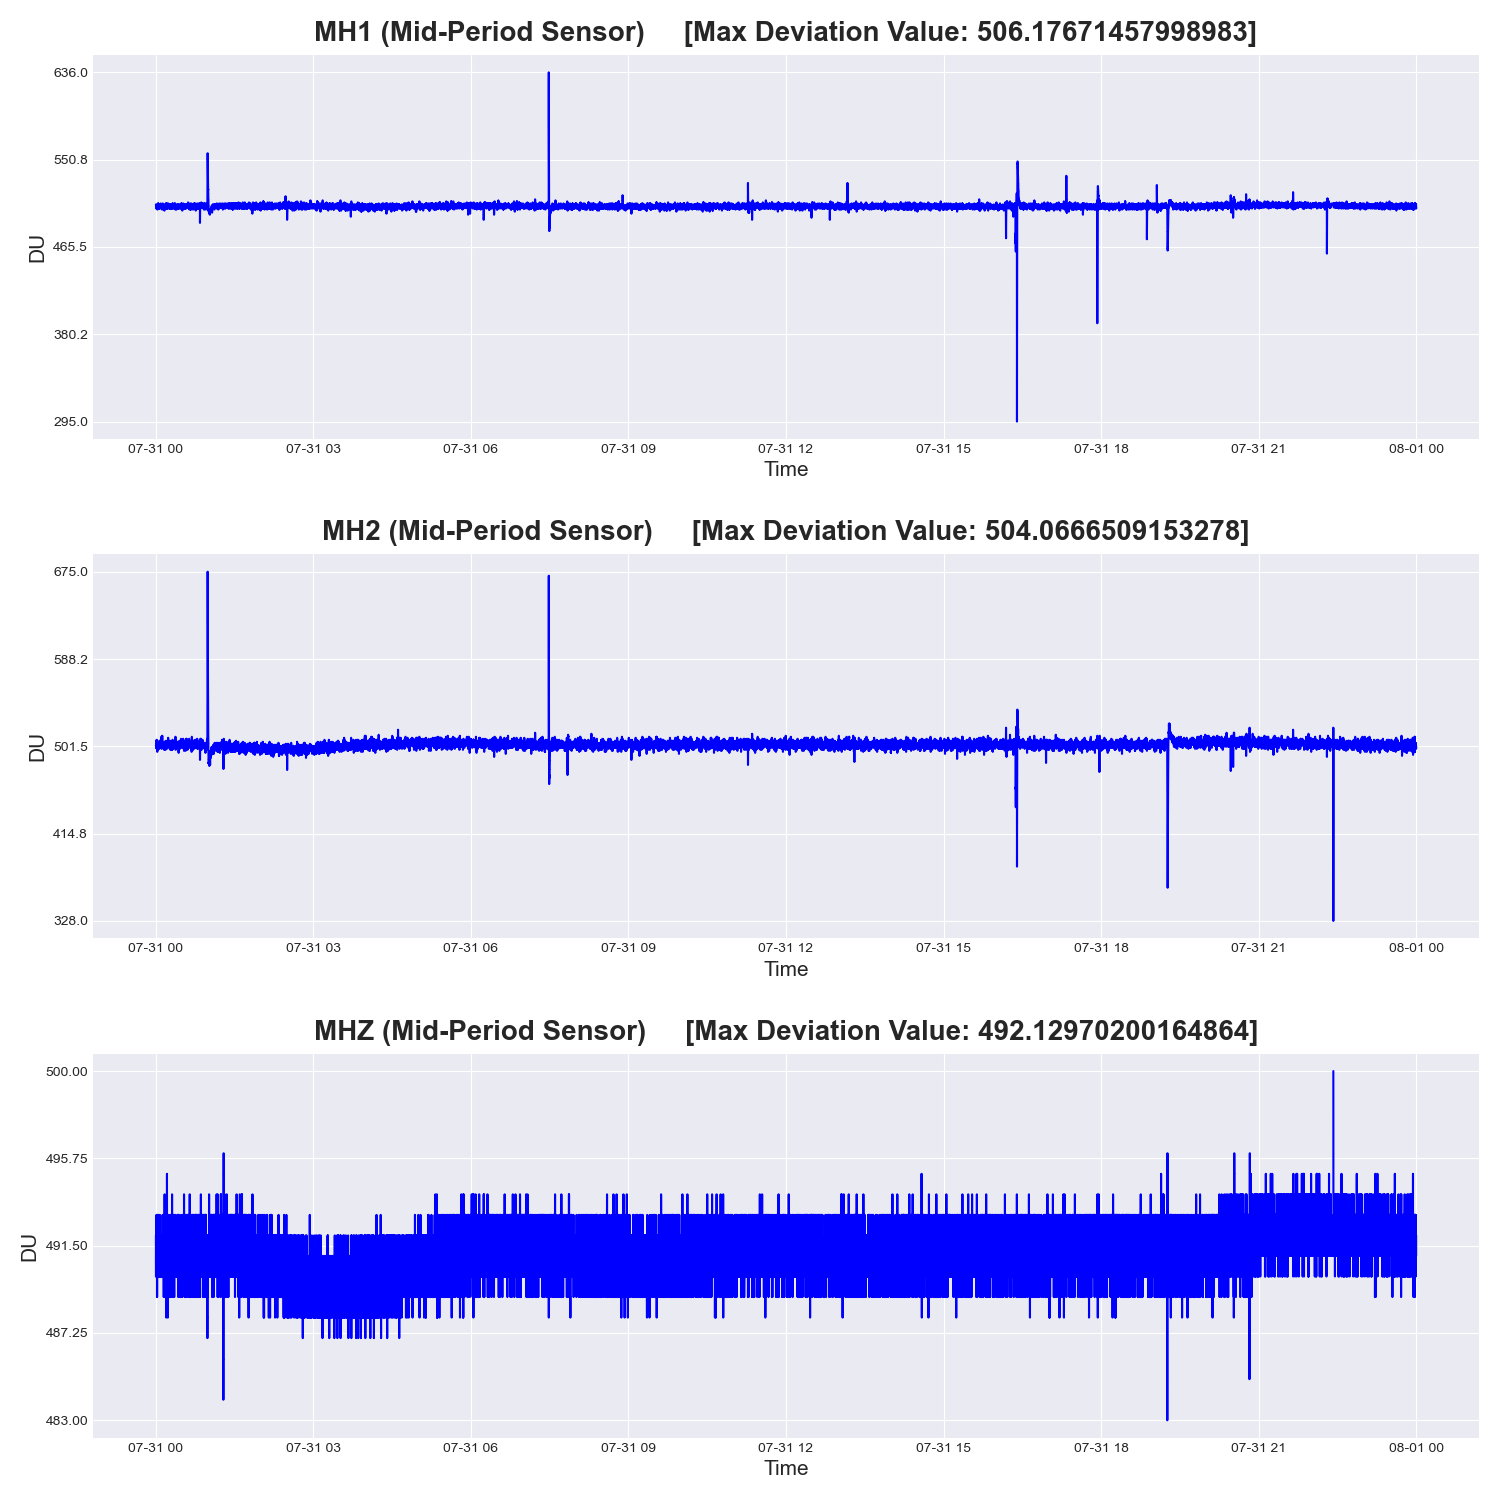 MH1 (Mid-Period Sensor) [Max Deviation Value: 506.17671457998983]
636.0
550.8
465.5
380.2
295.0
DU
07-31 00 07-31 03 07-31 06 07-31 09 07-31 12 07-31 15 07-31 18 07-31 21 08-01 00
Time
MH2 (Mid-Period Sensor) [Max Deviation Value: 504.0666509153278]
675.0
588.2
501.5
414.8
328.0
DU
07-31 00 07-31 03 07-31 06 07-31 09 07-31 12 07-31 15 07-31 18 07-31 21 08-01 00
Time
MHZ (Mid-Period Sensor) [Max Deviation Value: 492.12970200164864]
500.00
495.75
491.50
487.25
483.00
DU
07-31 00 07-31 03 07-31 06 07-31 09 07-31 12 07-31 15 07-31 18 07-31 21 08-01 00
Time